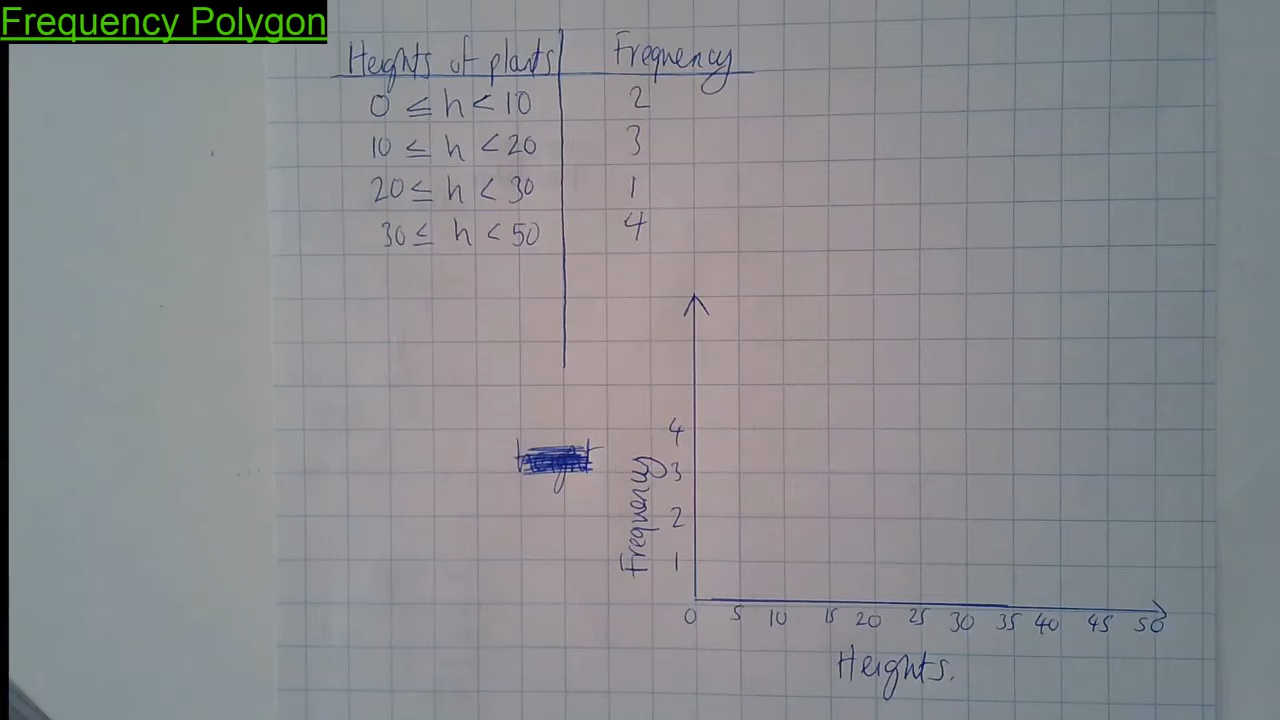 Frequency Polygon
Heights of plants Frequency
0 ≤ h < 10 2
10 ≤ h < 20 3
20 ≤ h < 30 1
30 ≤ h < 50 4
4
3
2
1
Frequency
0 5 10 15 20 25 30 35 40 45 50
Heights.